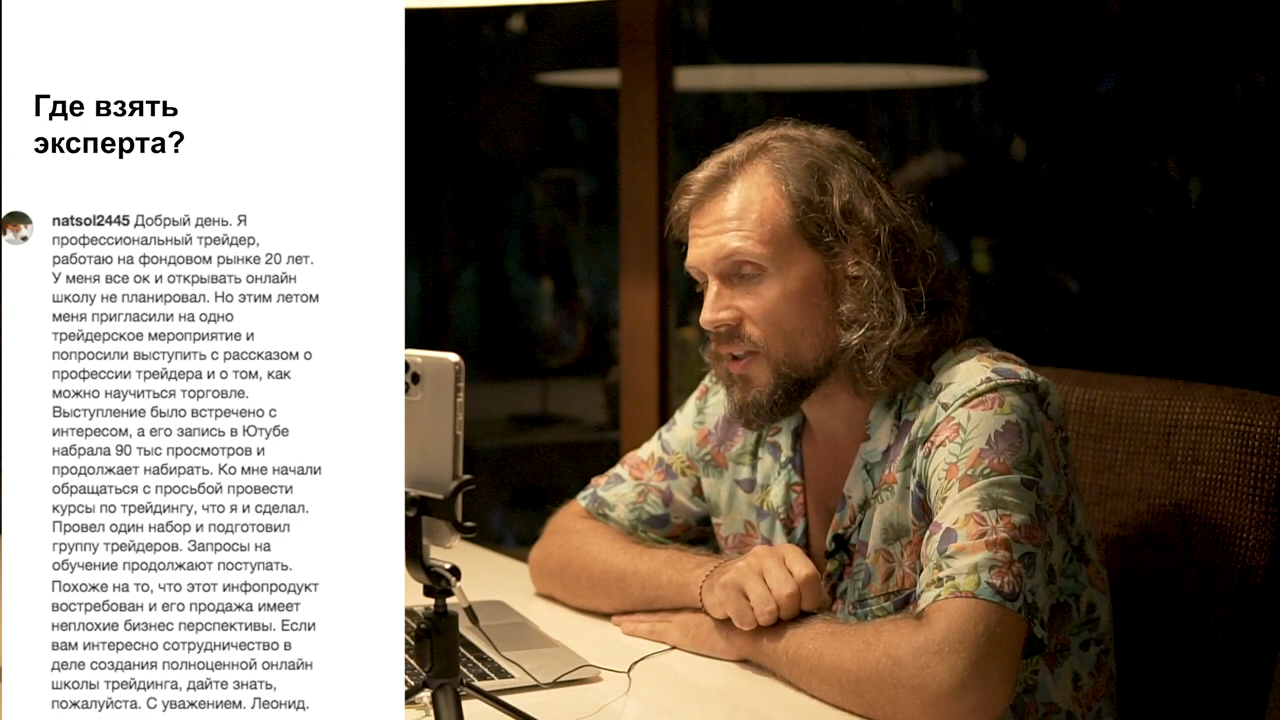 Где взять
эксперта?
natsol2445 Добрый день. Я
профессиональный трейдер,
работаю на фондовом рынке 20 лет.
У меня все ок и открывать онлайн
школу не планировал. Но этим летом
меня пригласили на одно
трейдерское мероприятие и
попросили выступить с рассказом о
профессии трейдера и о том, как
можно научиться торговле.
Выступление было встречено с
интересом, а его запись в Ютубе
набрала 90 тыс просмотров и
продолжает набирать. Ко мне начали
обращаться с просьбой провести
курсы по трейдингу, что я и сделал.
Провел один набор и подготовил
группу трейдеров. Запросы на
обучение продолжают поступать.
Похоже на то, что этот инфопродукт
востребован и его продажа имеет
неплохие бизнес перспективы. Если
вам интересно сотрудничество в
деле создания полноценной онлайн
школы трейдинга, дайте знать,
пожалуйста. С уважением. Леонид.